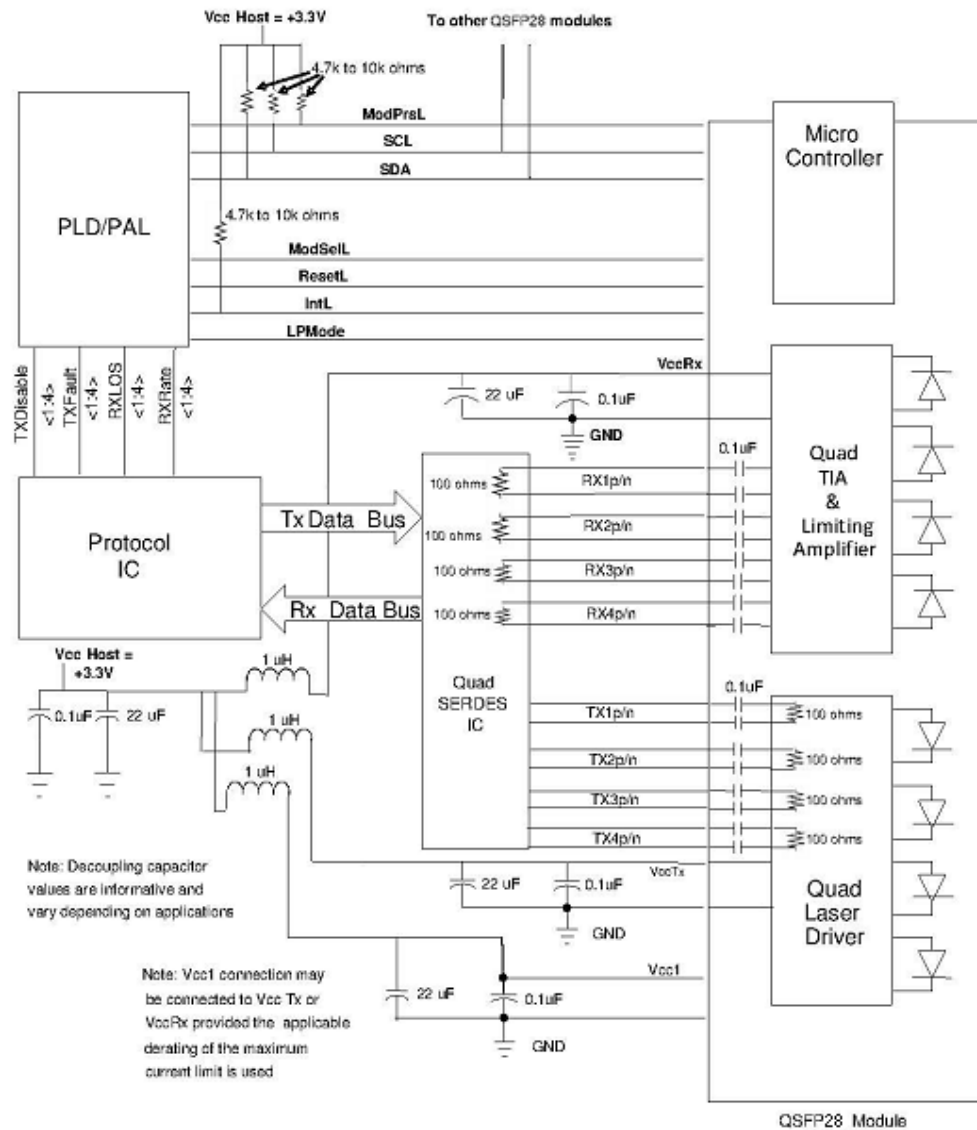 Vcc Host = +3.3V
To other QSFP28 modules
4.7k to 10k ohms
ModPrsL
SCL
SDA
PLD/PAL
4.7k to 10k ohms
ModSelL
ResetL
IntL
LPMode
Micro
Controller
TXDisable
<1:4>
TXFault
<1:4>
RXLOS
<1:4>
RXRate
<1:4>
VccRx
22 uF
0.1uF
GND
Protocol
IC
Tx Data Bus
Rx Data Bus
100 ohms
100 ohms
100 ohms
100 ohms
Quad
SERDES
IC
RX1p/n
RX2p/n
RX3p/n
RX4p/n
0.1uF
Quad
TIA
&
Limiting
Amplifier
Vcc Host =
+3.3V
0.1uF
22 uF
1 uH
1 uH
1 uH
TX1p/n
TX2p/n
TX3p/n
TX4p/n
0.1uF
100 ohms
100 ohms
100 ohms
100 ohms
Quad
Laser
Driver
VccTx
22 uF
0.1uF
GND
Note: Decoupling capacitor
values are informative and
vary depending on applications
Vcc1
22 uF
0.1uF
GND
Note: Vcc1 connection may
be connected to Vcc Tx or
VccRx provided the applicable
derating of the maximum
current limit is used
QSFP28 Module